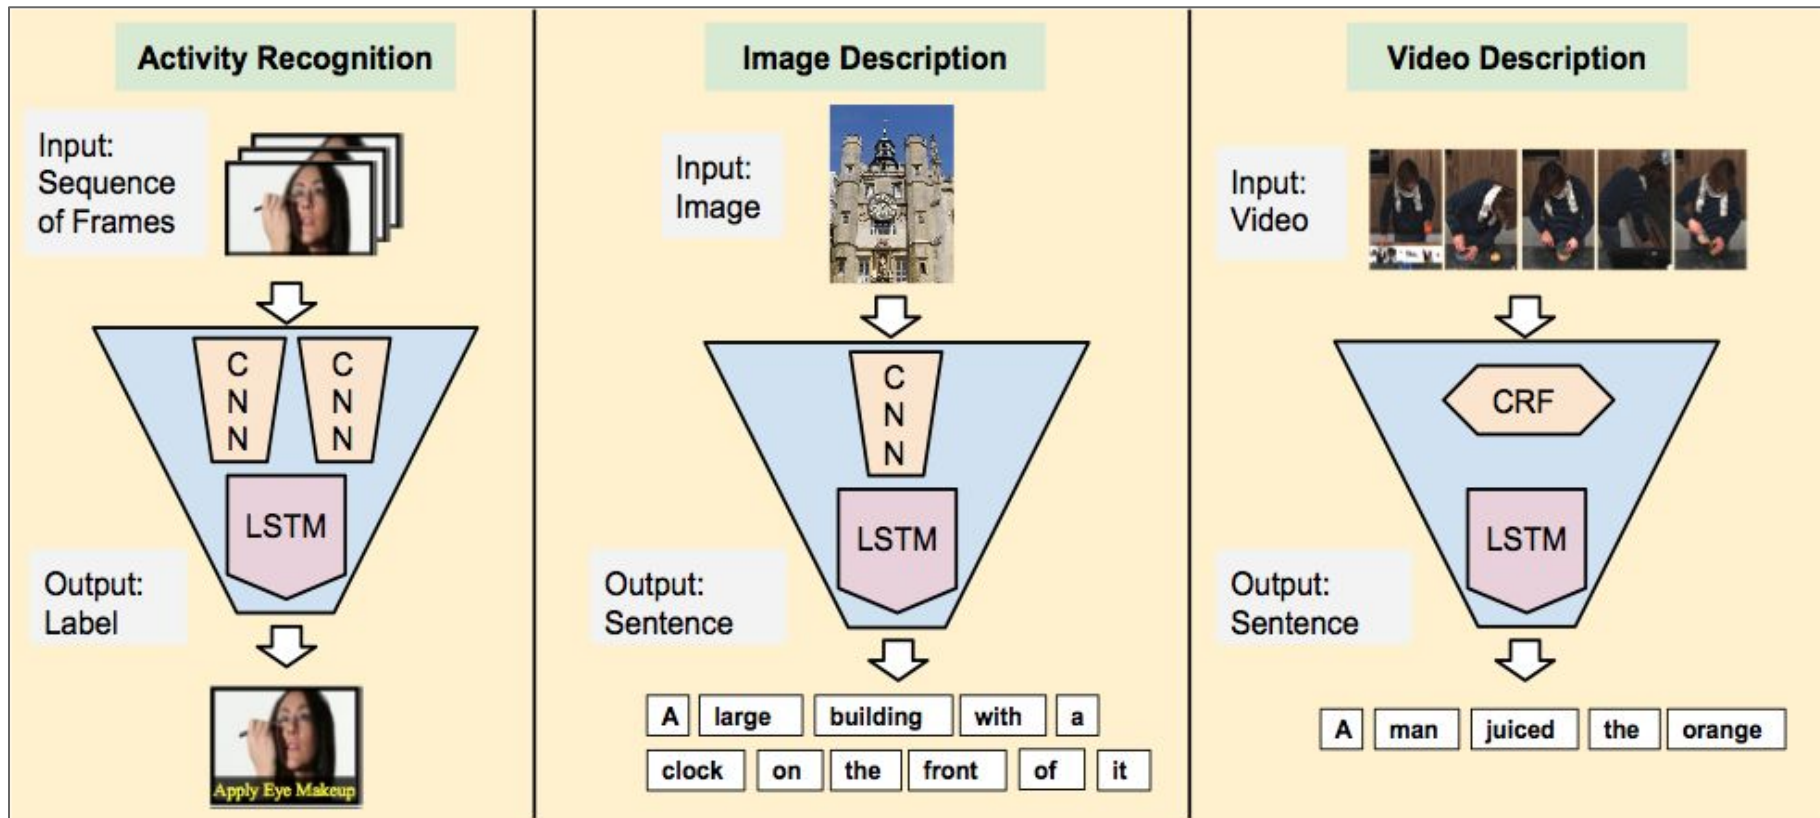 Activity Recognition
Input:
Sequence
of Frames
C
N
N
C
N
N
LSTM
Output:
Label
Apply Eye Makeup
Image Description
Input:
Image
C
N
N
LSTM
Output:
Sentence
A large building with a
clock on the front of it
Video Description
Input:
Video
CRF
LSTM
Output:
Sentence
A man juiced the orange